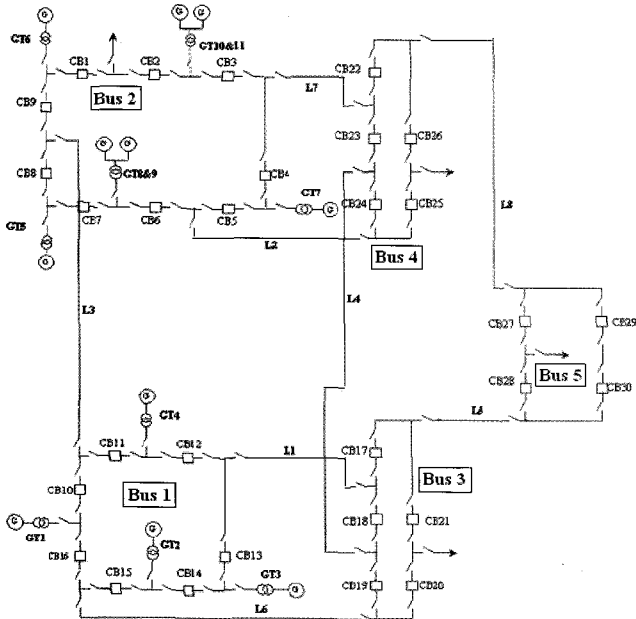 G
G
G
GT6
GT10&11
CB1
CB2
CB3
CB22
L7
Bus 2
CB9
CB23
CB26
G
G
CB8
GT8&9
CB4
GT7
G
CB24
CB25
CB7
CB6
CB5
GT5
L2
G
Bus 4
L8
L3
L4
CB27
CB29
CB28
Bus 5
CB30
G
GT4
L5
CB11
CB12
L1
CB17
Bus 3
CB10
Bus 1
CB18
CB21
G
GT1
G
GT2
CB16
CB13
CB15
CB14
GT3
G
CB19
CB20
L6